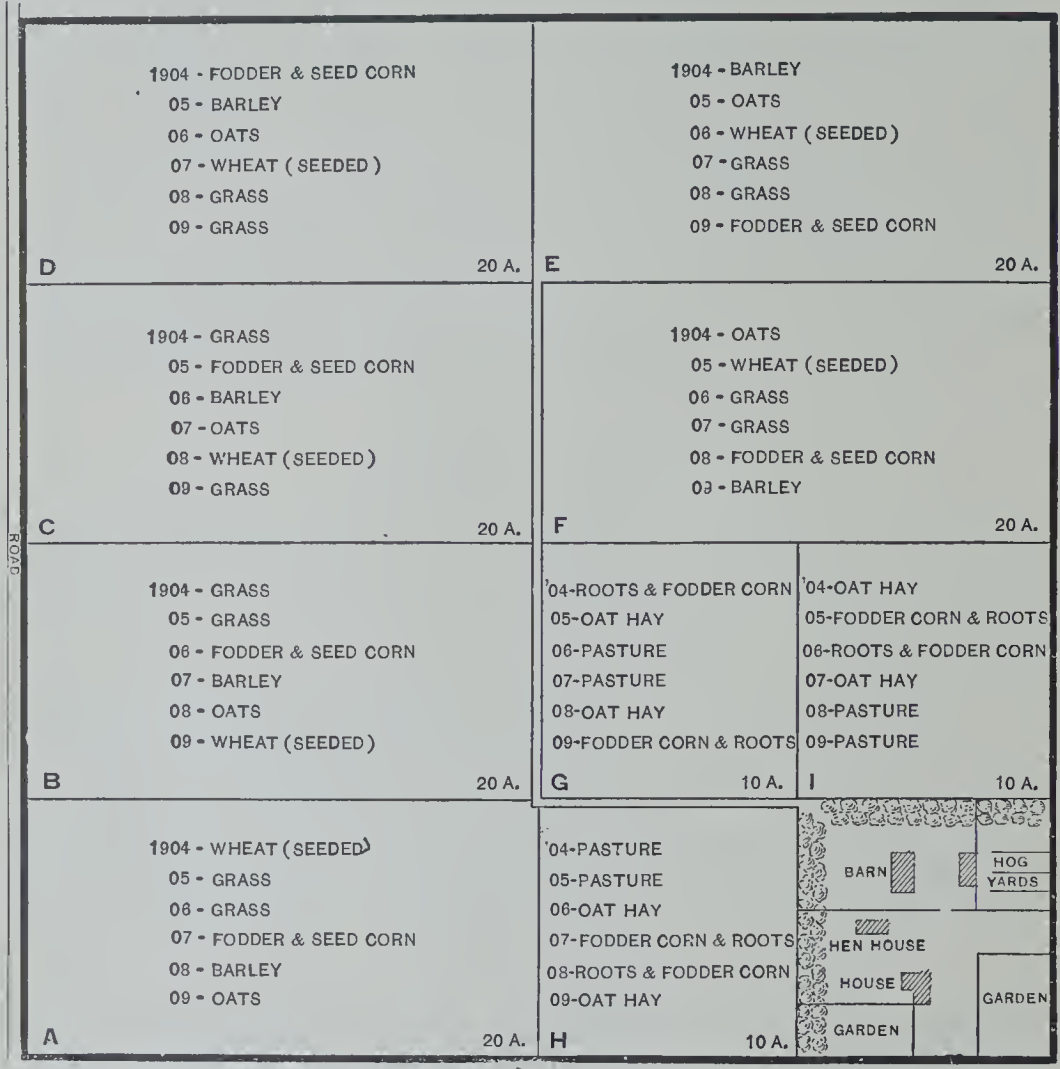 1904 - FODDER & SEED CORN
05 - BARLEY
06 - OATS
07 - WHEAT (SEEDED)
08 - GRASS
09 - GRASS
D 20 A.
1904 - BARLEY
05 - OATS
06 - WHEAT (SEEDED)
07 - GRASS
08 - GRASS
09 - FODDER & SEED CORN
E 20 A.
1904 - GRASS
05 - FODDER & SEED CORN
06 - BARLEY
07 - OATS
08 - WHEAT (SEEDED)
09 - GRASS
C 20 A.
1904 - OATS
05 - WHEAT (SEEDED)
06 - GRASS
07 - GRASS
08 - FODDER & SEED CORN
09 - BARLEY
F 20 A.
ROAD
1904 - GRASS
05 - GRASS
06 - FODDER & SEED CORN
07 - BARLEY
08 - OATS
09 - WHEAT (SEEDED)
B 20 A.
'04-ROOTS & FODDER CORN
05-OAT HAY
06-PASTURE
07-PASTURE
08-OAT HAY
09-FODDER CORN & ROOTS
G 10 A.
'04-OAT HAY
05-FODDER CORN & ROOTS
06-ROOTS & FODDER CORN
07-OAT HAY
08-PASTURE
09-PASTURE
I 10 A.
1904 - WHEAT (SEEDED)
05 - GRASS
06 - GRASS
07 - FODDER & SEED CORN
08 - BARLEY
09 - OATS
A 20 A.
'04-PASTURE
05-PASTURE
06-OAT HAY
07-FODDER CORN & ROOTS
08-ROOTS & FODDER CORN
09-OAT HAY
H 10 A.
BARN
HOG
YARDS
HEN HOUSE
HOUSE
GARDEN
GARDEN